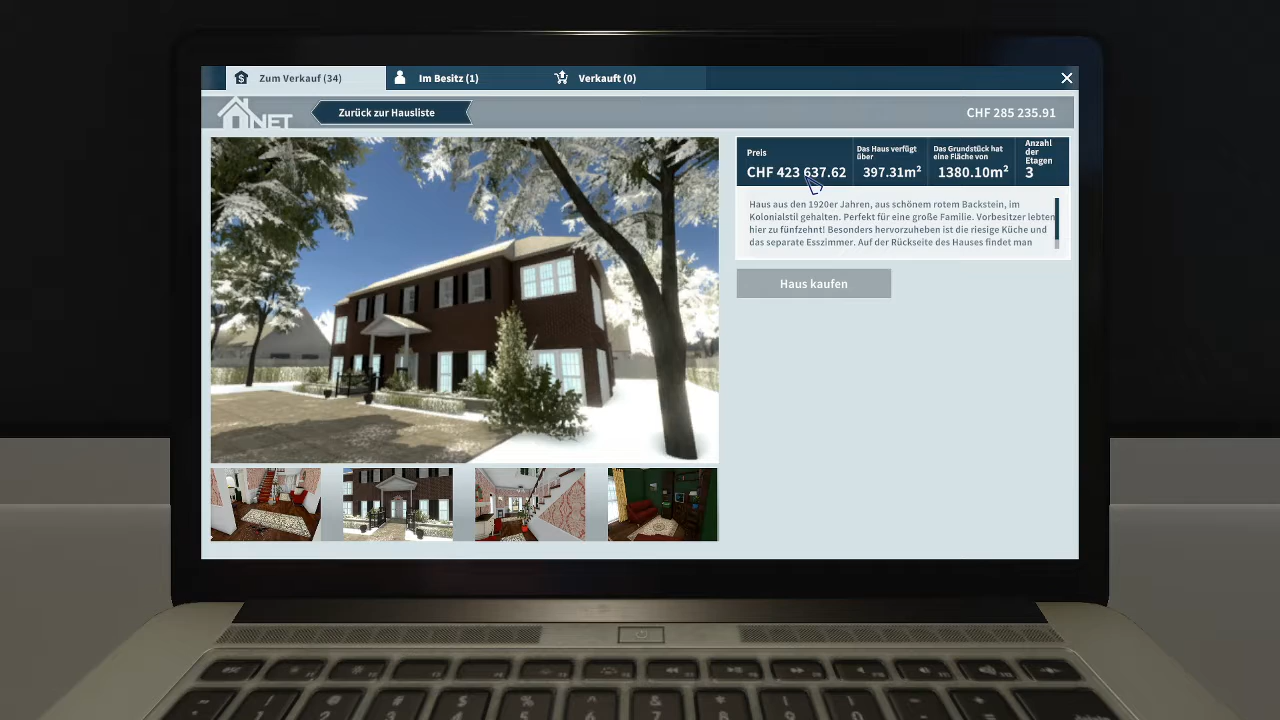 Zum Verkauf (34)
Im Besitz (1)
Verkauft (0)
NET
Zurück zur Hausliste
CHF 285 235.91
Preis
CHF 423 637.62
Das Haus verfügt
über
397.31m²
Das Grundstück hat
eine Fläche von
1380.10m²
Anzahl
der
Etagen
3
Haus aus den 1920er Jahren, aus schönem rotem Backstein, im
Kolonialstil gehalten. Perfekt für eine große Familie. Vorbesitzer lebten
hier zu fünfzehnt! Besonders hervorzuheben ist die riesige Küche und
das separate Esszimmer. Auf der Rückseite des Hauses findet man
Haus kaufen